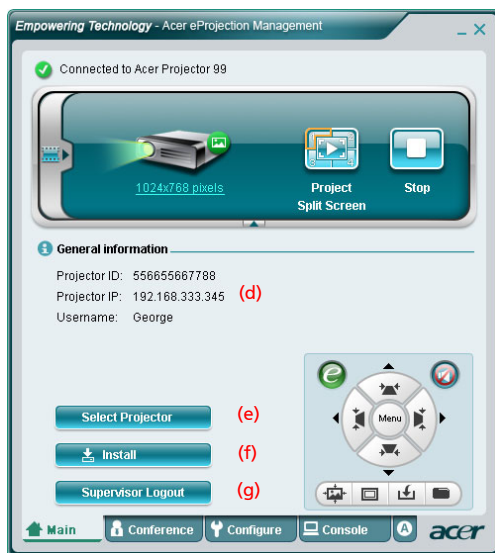 Empowering Technology - Acer eProjection Management
Connected to Acer Projector 99
1024x768 pixels
Project
Split Screen
Stop
General information
Projector ID: 556655667788
Projector IP: 192.168.333.345 (d)
Username: George
Select Projector (e)
Install (f)
Supervisor Logout (g)
e
Menu
Main Conference Configure Console A acer